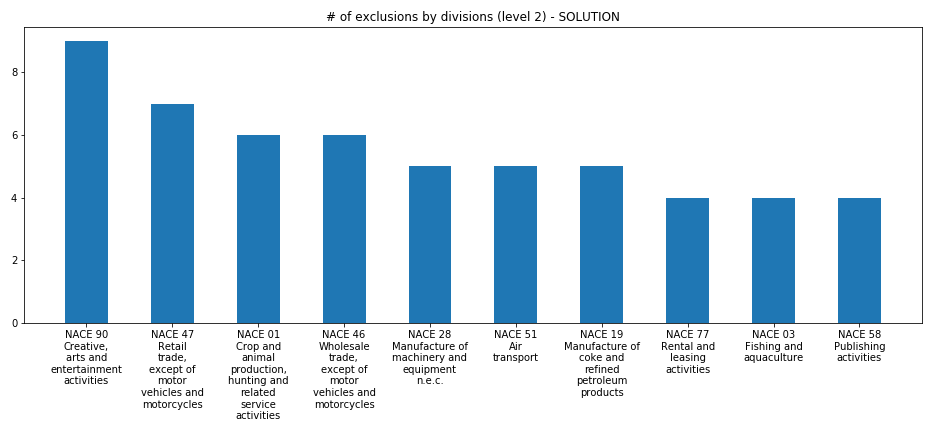 # of exclusions by divisions (level 2) - SOLUTION
8
6
4
2
0
NACE 90
Creative,
arts and
entertainment
activities
NACE 47
Retail
trade,
except of
motor
vehicles and
motorcycles
NACE 01
Crop and
animal
production,
hunting and
related
service
activities
NACE 46
Wholesale
trade,
except of
motor
vehicles and
motorcycles
NACE 28
Manufacture of
machinery and
equipment
n.e.c.
NACE 51
Air
transport
NACE 19
Manufacture of
coke and
refined
petroleum
products
NACE 77
Rental and
leasing
activities
NACE 03
Fishing and
aquaculture
NACE 58
Publishing
activities